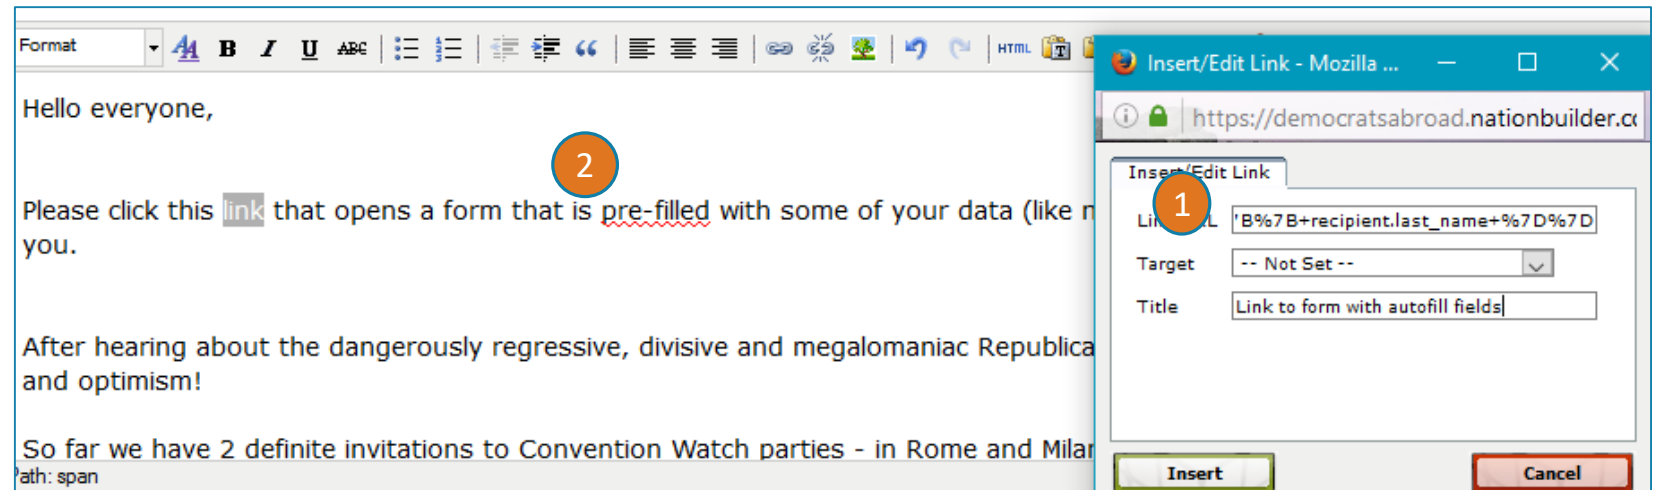 Format
B I U ABC
HTML
Hello everyone,
2
Please click this link that opens a form that is pre-filled with some of your data (like
you.
After hearing about the dangerously regressive, divisive and megalomaniac
and optimism!
So far we have 2 definite invitations to Convention Watch parties - in Rome and
span
Insert/Edit Link - Mozilla ...
https://democratsabroad.nationbuilder.co
Insert/Edit Link
1
B%7B+recipient.last_name+%7D%7D
Target -- Not Set --
Title Link to form with autofill fields
Insert Cancel